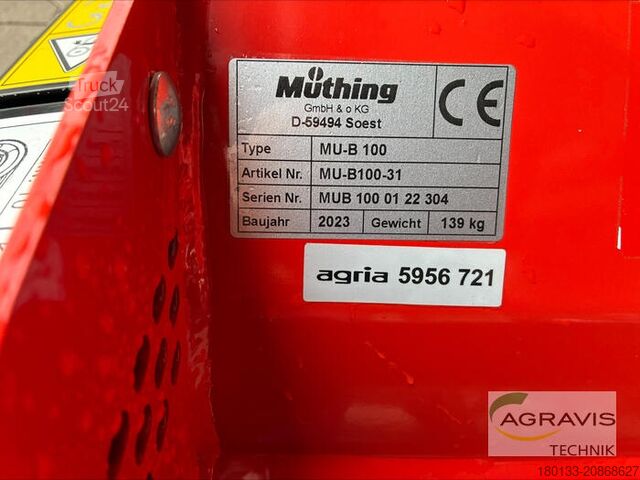 Truck
Scout24
Müthing
GmbH & o KG
D-59494 Soest
CE
Type MU-B 100
Artikel Nr. MU-B100-31
Serien Nr. MUB 100 01 22 304
Baujahr 2023 Gewicht 139 kg
agria 5956 721
AGRAVIS
TECHNIK
180133-20868627